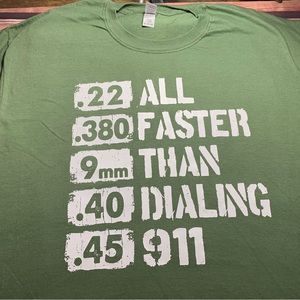 .22 ALL
.380 FASTER
9mm THAN
.40 DIALING
.45 911